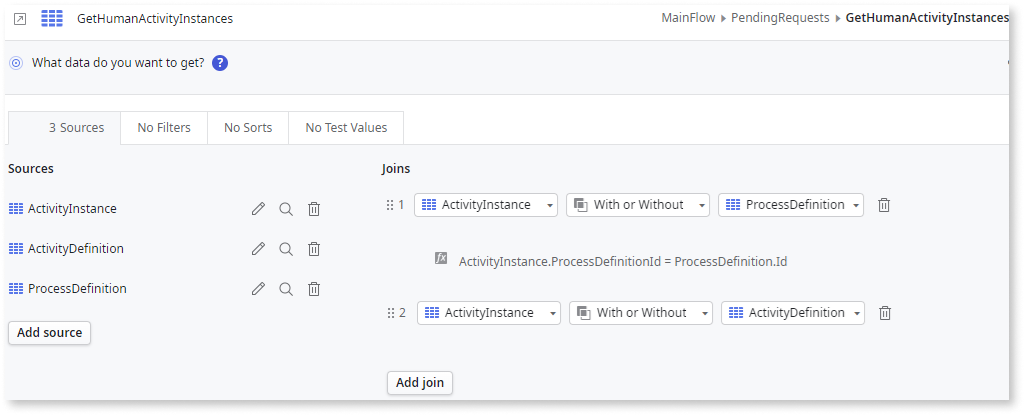 GetHumanActivityInstances
MainFlow ▸ PendingRequests ▸ GetHumanActivityInstances
What data do you want to get? ?
3 Sources No Filters No Sorts No Test Values
Sources
ActivityInstance
ActivityDefinition
ProcessDefinition
Add source
Joins
1 ActivityInstance With or Without ProcessDefinition
fx ActivityInstance.ProcessDefinitionId = ProcessDefinition.Id
2 ActivityInstance With or Without ActivityDefinition
Add join